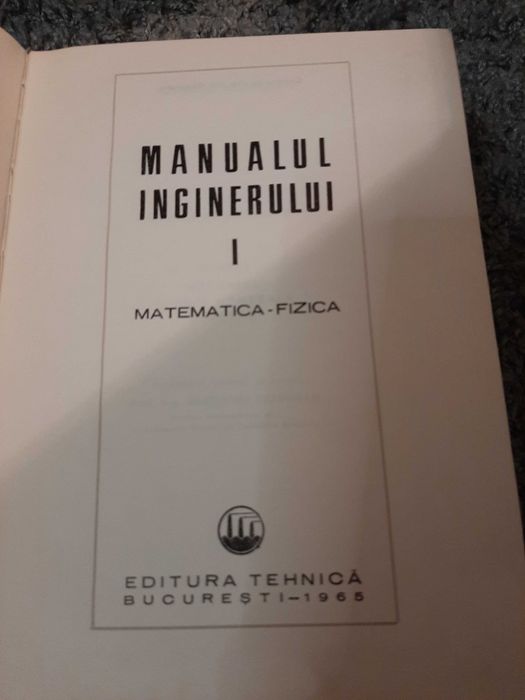 MANUALUL
INGINERULUI
I
MATEMATICA-FIZICA
EDITURA TEHNICĂ
BUCUREȘTI-1965